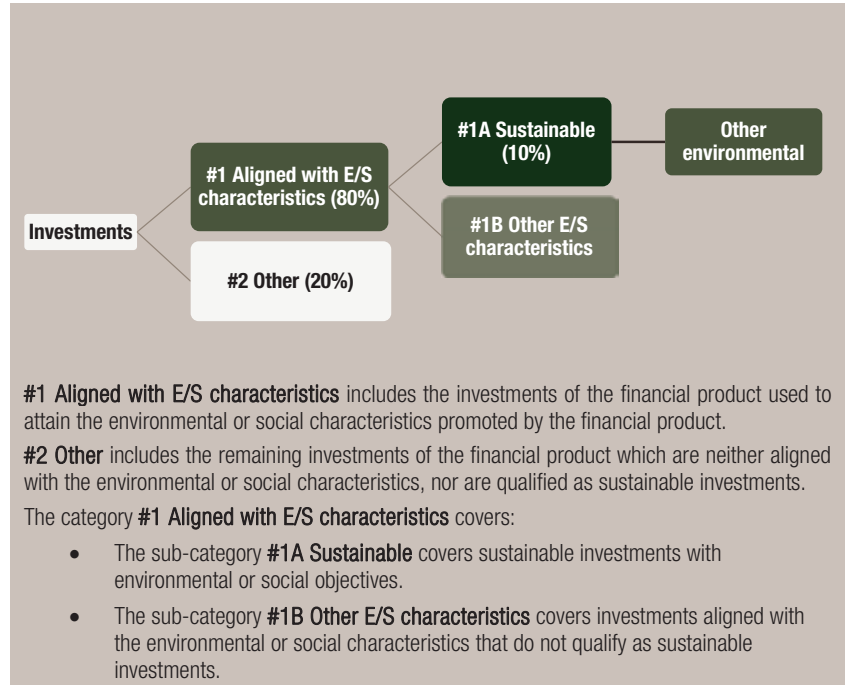 #1A Sustainable
(10%)
Other
environmental
#1 Aligned with E/S
characteristics (80%)
#1B Other E/S
characteristics
Investments
#2 Other (20%)
#1 Aligned with E/S characteristics includes the investments of the financial product used to
attain the environmental or social characteristics promoted by the financial product.
#2 Other includes the remaining investments of the financial product which are neither aligned
with the environmental or social characteristics, nor are qualified as sustainable investments.
The category #1 Aligned with E/S characteristics covers:
• The sub-category #1A Sustainable covers sustainable investments with
environmental or social objectives.
• The sub-category #1B Other E/S characteristics covers investments aligned with
the environmental or social characteristics that do not qualify as sustainable
investments.